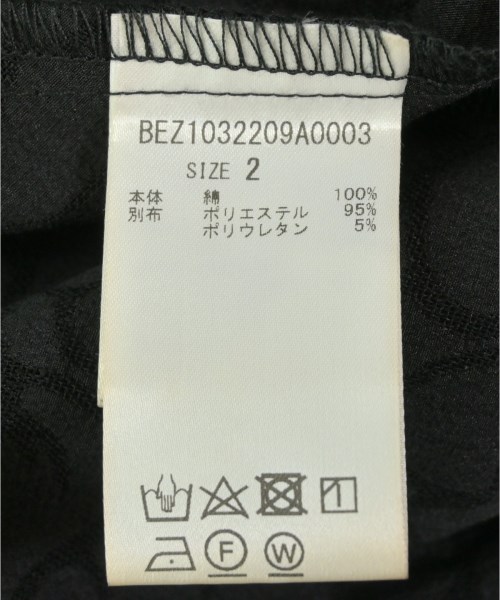 BEZ1032209A0003
SIZE 2
本体 綿 100%
別布 ポリエステル 95%
ポリウレタン 5%
F W